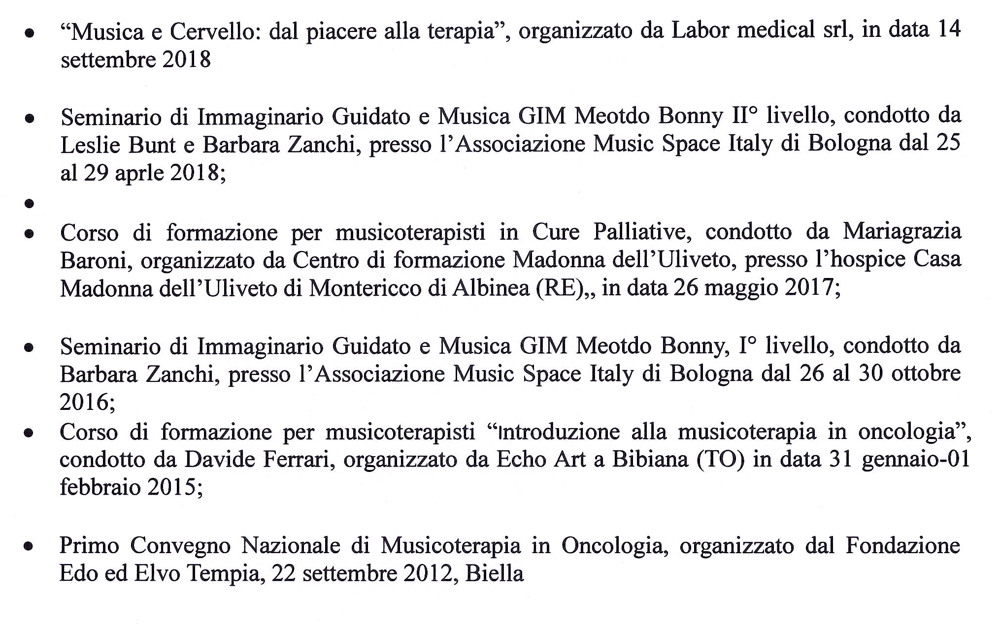 • “Musica e Cervello: dal piacere alla terapia”, organizzato da Labor medical srl, in data 14
settembre 2018
• Seminario di Immaginario Guidato e Musica GIM Meotdo Bonny II° livello, condotto da
Leslie Bunt e Barbara Zanchi, presso l’Associazione Music Space Italy di Bologna dal 25
al 29 aprle 2018;
•
• Corso di formazione per musicoterapisti in Cure Palliative, condotto da Mariagrazia
Baroni, organizzato da Centro di formazione Madonna dell’Uliveto, presso l’hospice Casa
Madonna dell’Uliveto di Montericco di Albinea (RE),, in data 26 maggio 2017;
• Seminario di Immaginario Guidato e Musica GIM Meotdo Bonny, I° livello, condotto da
Barbara Zanchi, presso l’Associazione Music Space Italy di Bologna dal 26 al 30 ottobre
2016;
• Corso di formazione per musicoterapisti “Introduzione alla musicoterapia in oncologia”,
condotto da Davide Ferrari, organizzato da Echo Art a Bibiana (TO) in data 31 gennaio-01
febbraio 2015;
• Primo Convegno Nazionale di Musicoterapia in Oncologia, organizzato dal Fondazione
Edo ed Elvo Tempia, 22 settembre 2012, Biella